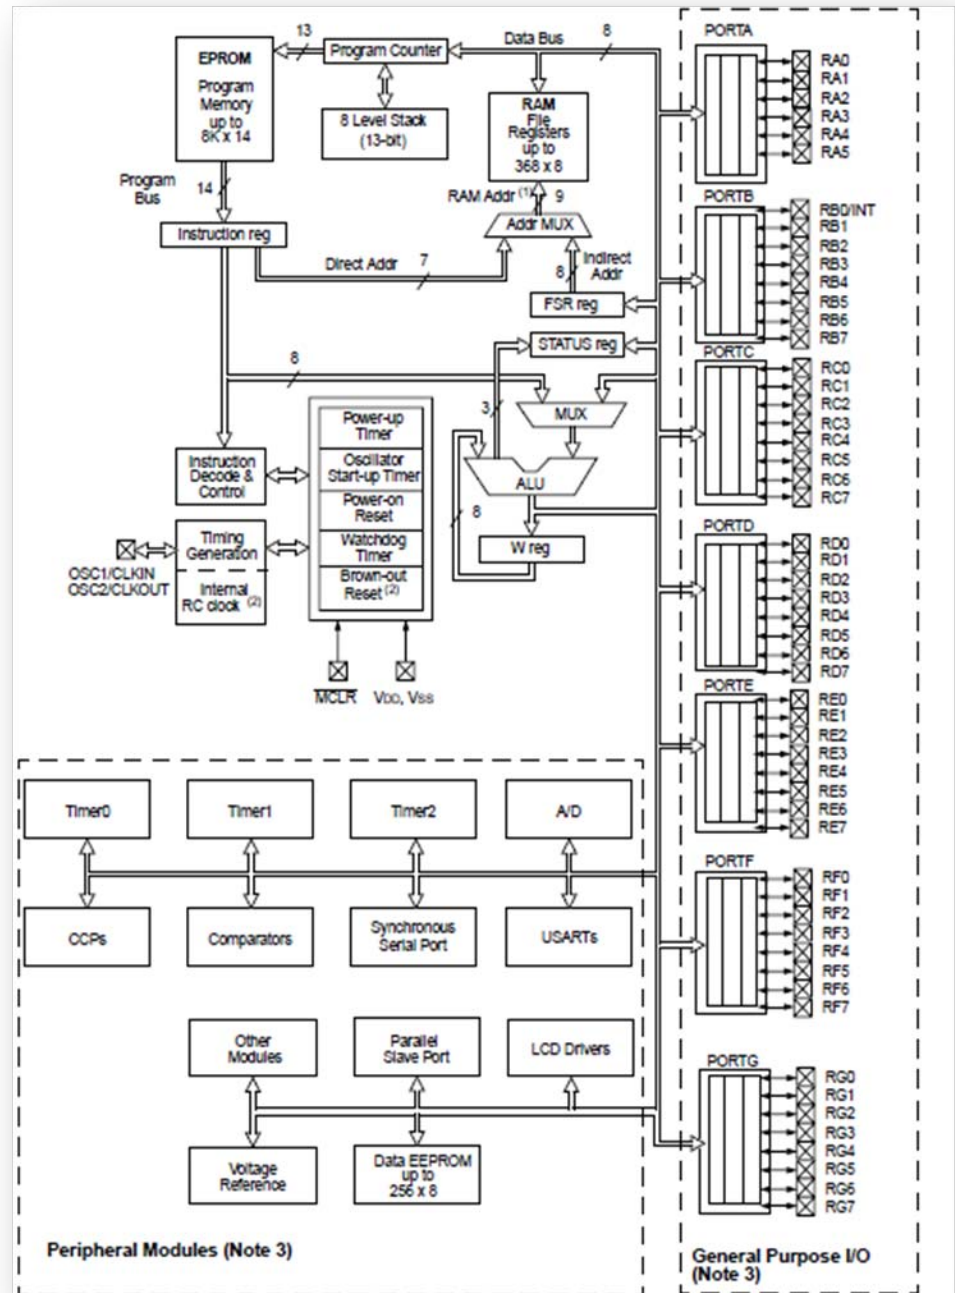 13
Data Bus
8
EPROM
Program
Memory
up to
8K x 14
Program Counter
8 Level Stack
(13-bit)
RAM
File
Registers
up to
368 x 8
Program
Bus
14
RAM Addr (1)
9
Addr MUX
Instruction reg
Direct Addr
7
Indirect
Addr
8
FSR reg
STATUS reg
8
3
MUX
ALU
8
W reg
Power-up
Timer
Oscillator
Start-up Timer
Power-on
Reset
Watchdog
Timer
Brown-out
Reset (2)
Instruction
Decode &
Control
Timing
Generation
Internal
RC clock (2)
OSC1/CLKIN
OSC2/CLKOUT
MCLR
VDD, VSS
Timer0
Timer1
Timer2
A/D
CCPs
Comparators
Synchronous
Serial Port
USARTs
Other
Modules
Parallel
Slave Port
LCD Drivers
Voltage
Reference
Data EEPROM
up to
256 x 8
Peripheral Modules (Note 3)
PORTA
RA0
RA1
RA2
RA3
RA4
RA5
PORTB
RB0/INT
RB1
RB2
RB3
RB4
RB5
RB6
RB7
PORTC
RC0
RC1
RC2
RC3
RC4
RC5
RC6
RC7
PORTD
RD0
RD1
RD2
RD3
RD4
RD5
RD6
RD7
PORTE
RE0
RE1
RE2
RE3
RE4
RE5
RE6
RE7
PORTF
RF0
RF1
RF2
RF3
RF4
RF5
RF6
RF7
PORTG
RG0
RG1
RG2
RG3
RG4
RG5
RG6
RG7
General Purpose I/O
(Note 3)